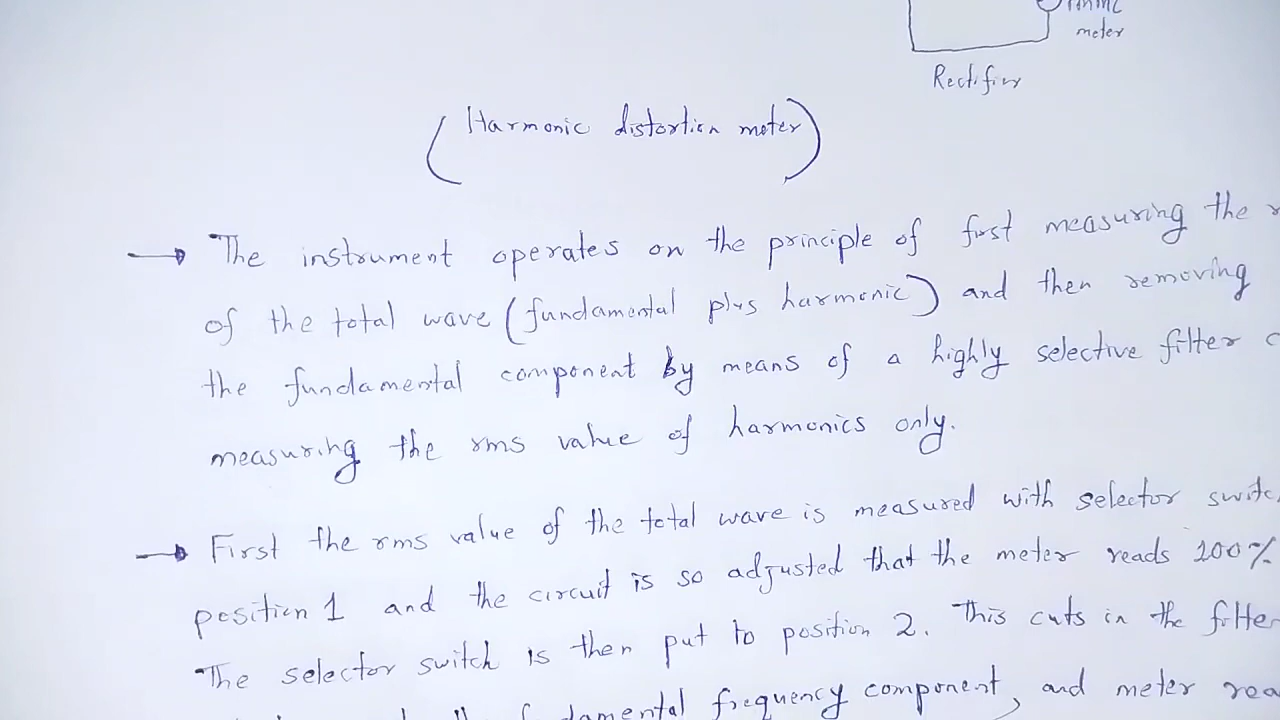 meter
Rectifier
(Harmonic distortion meter)
→ The instrument operates on the principle of first measuring the
of the total wave (fundamental plus harmonic) and then removing
the fundamental component by means of a highly selective filter
measuring the rms value of harmonics only.
→ First the rms value of the total wave is measured with selector switc
position 1 and the circuit is so adjusted that the meter reads 100%
The selector switch is then put to position 2. This cuts in the filter
frequency component, and meter rea